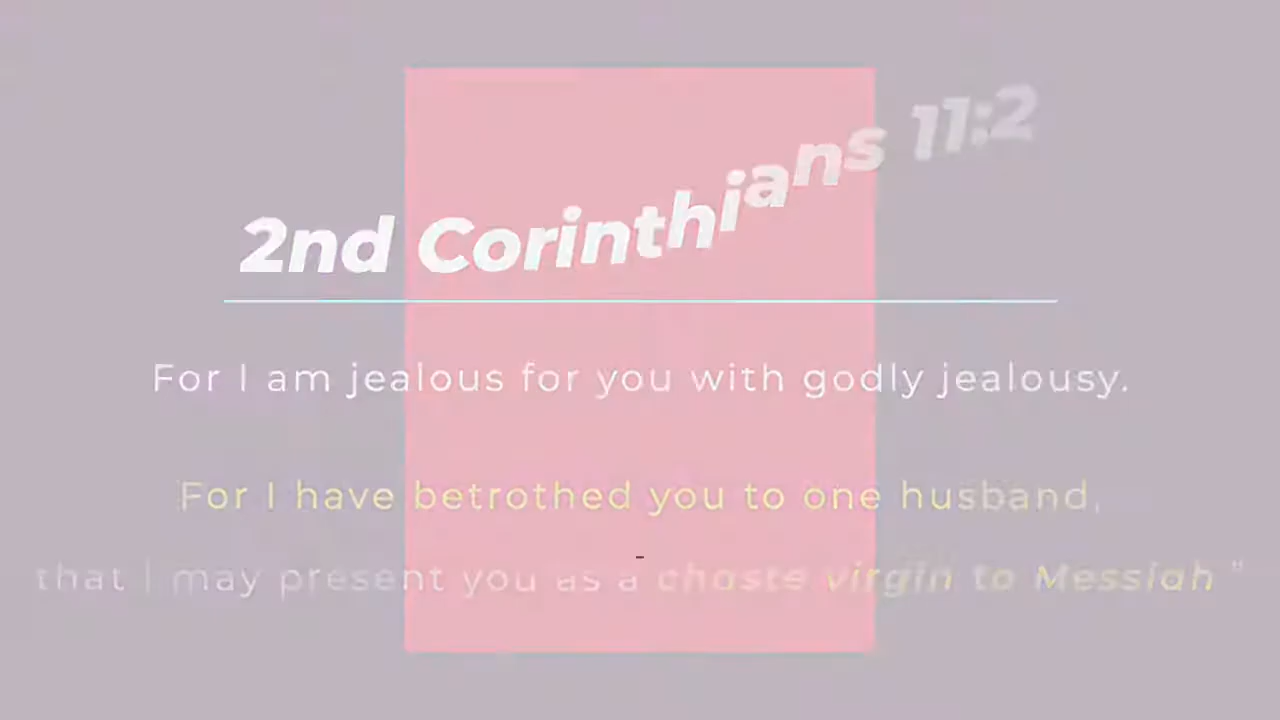 2nd Corinthians 11:2
For I am jealous for you with godly jealousy.
For I have betrothed you to one husband,
that I may present you as a chaste virgin to Messiah"